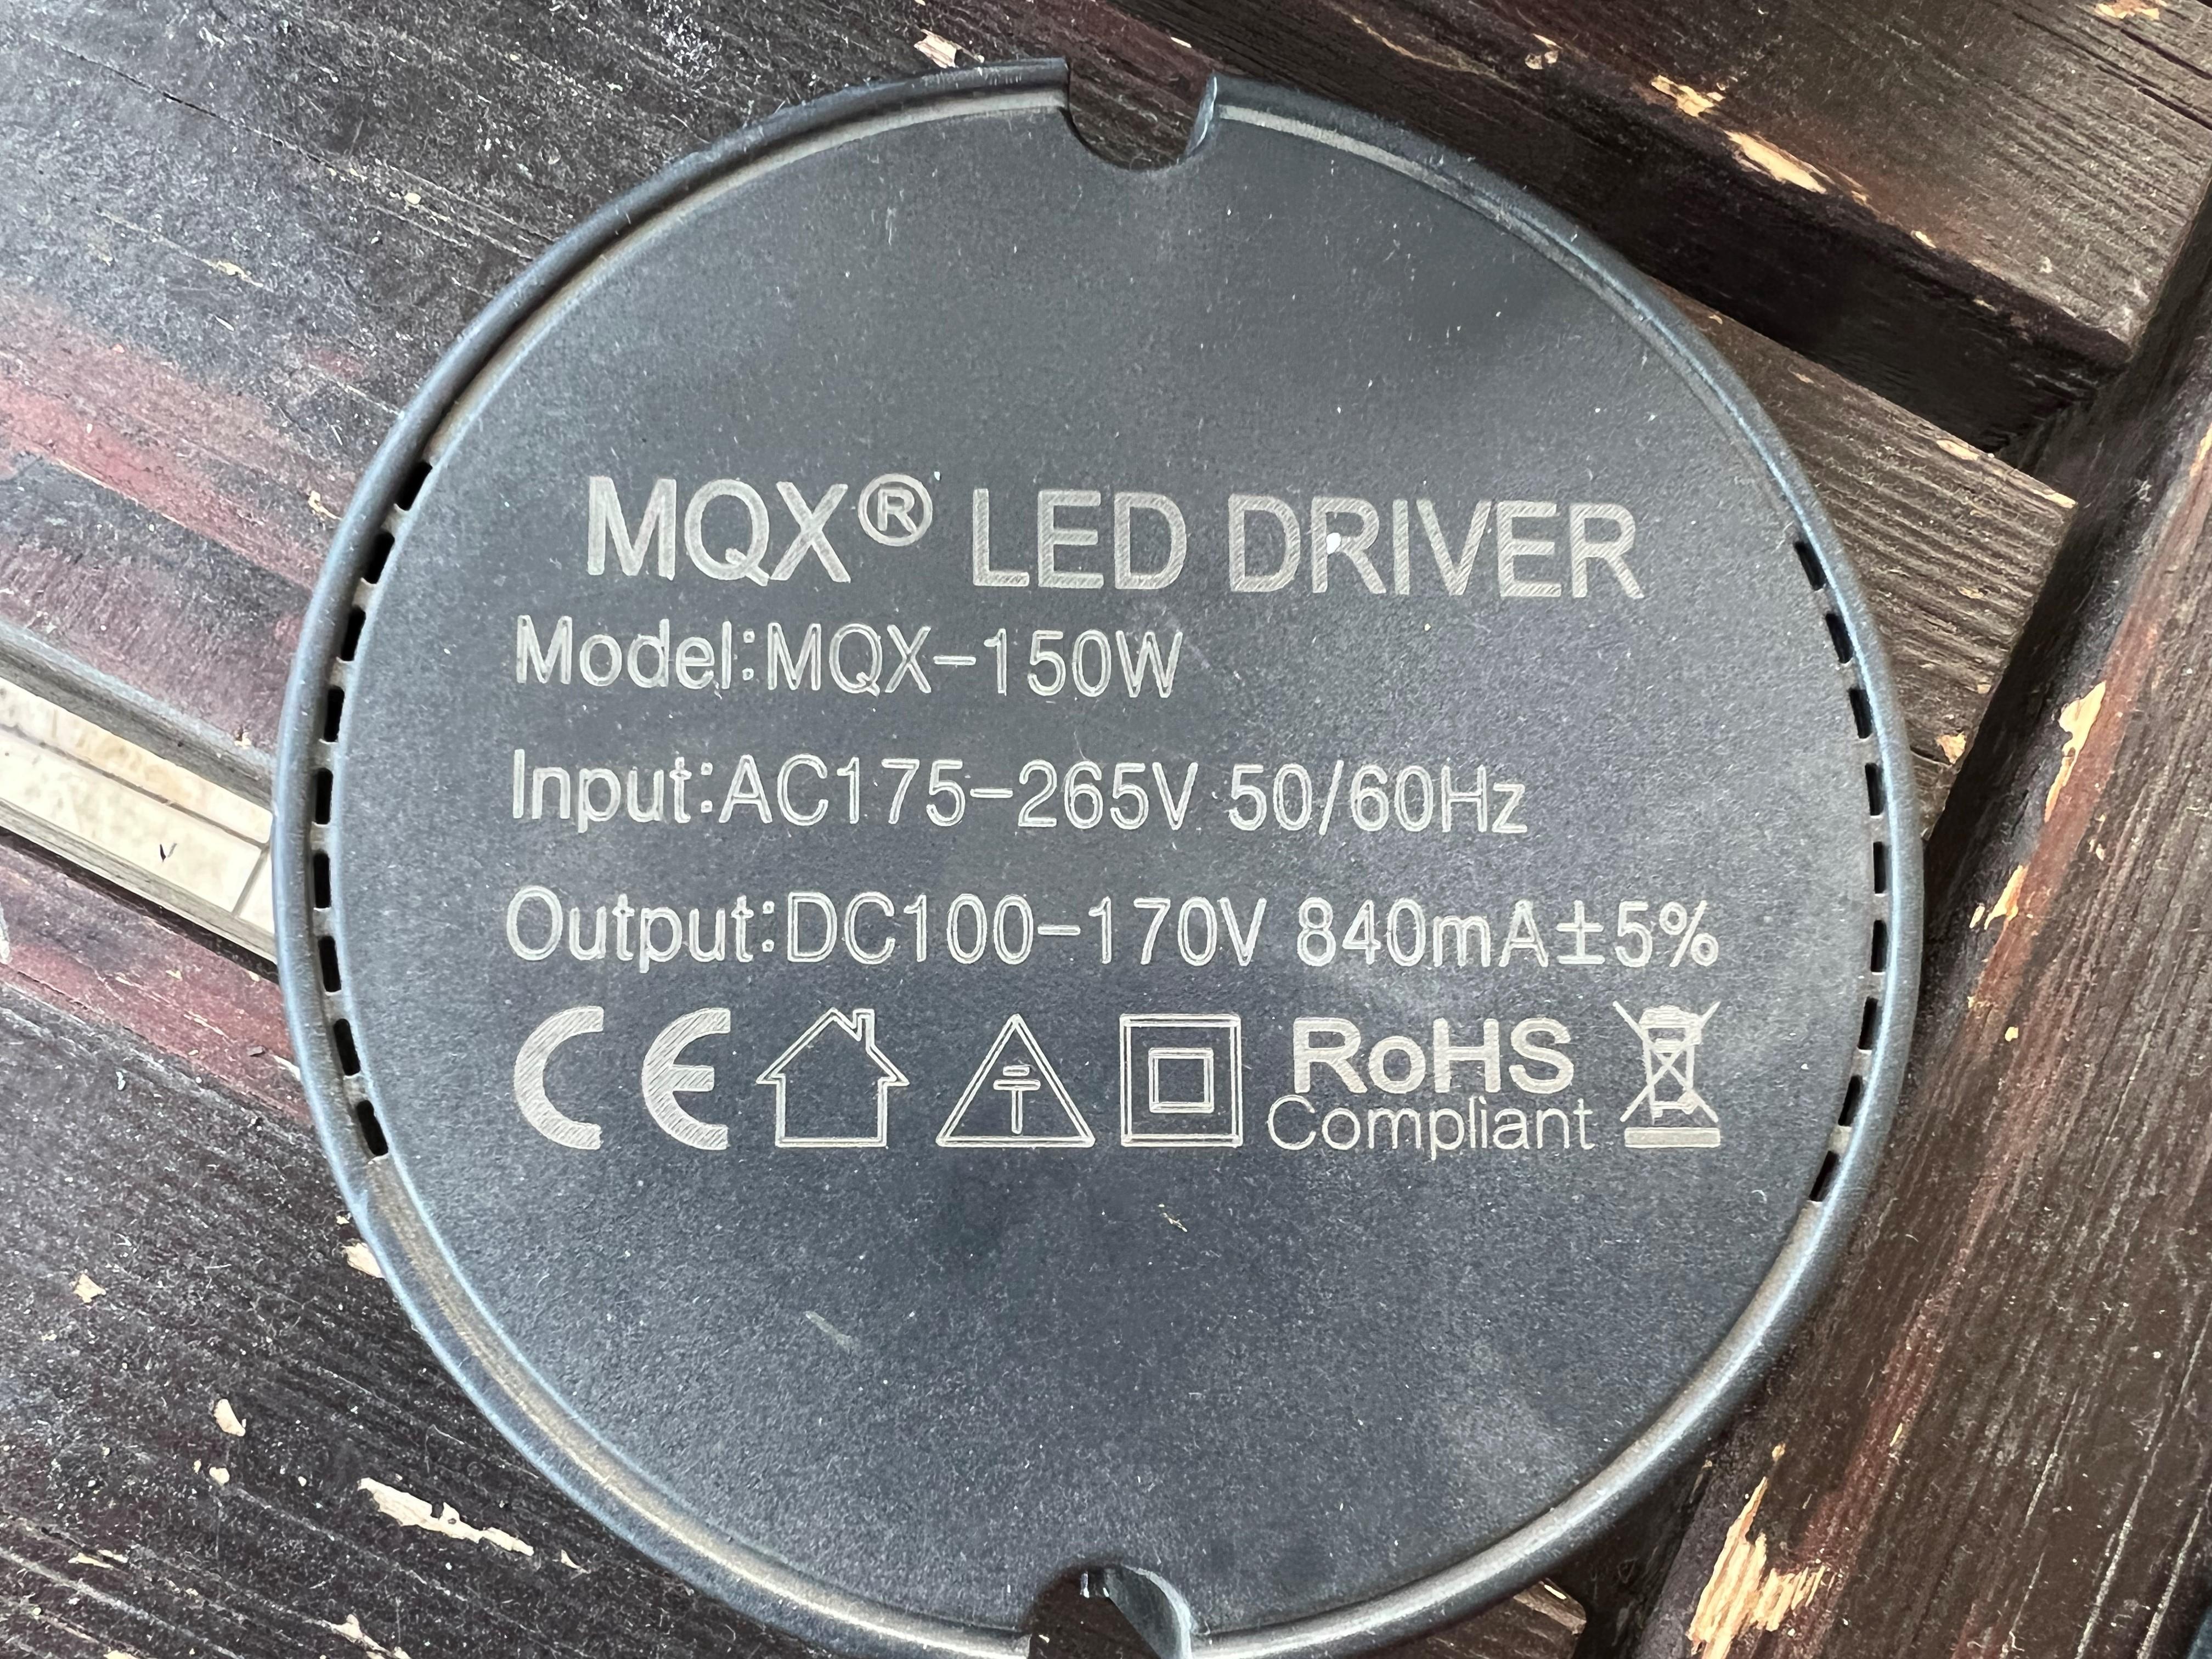 MQX® LED DRIVER
Model:MQX-150W
Input:AC175-265V 50/60Hz
Output:DC100-170V 840mA±5%
CE T RoHS
Compliant